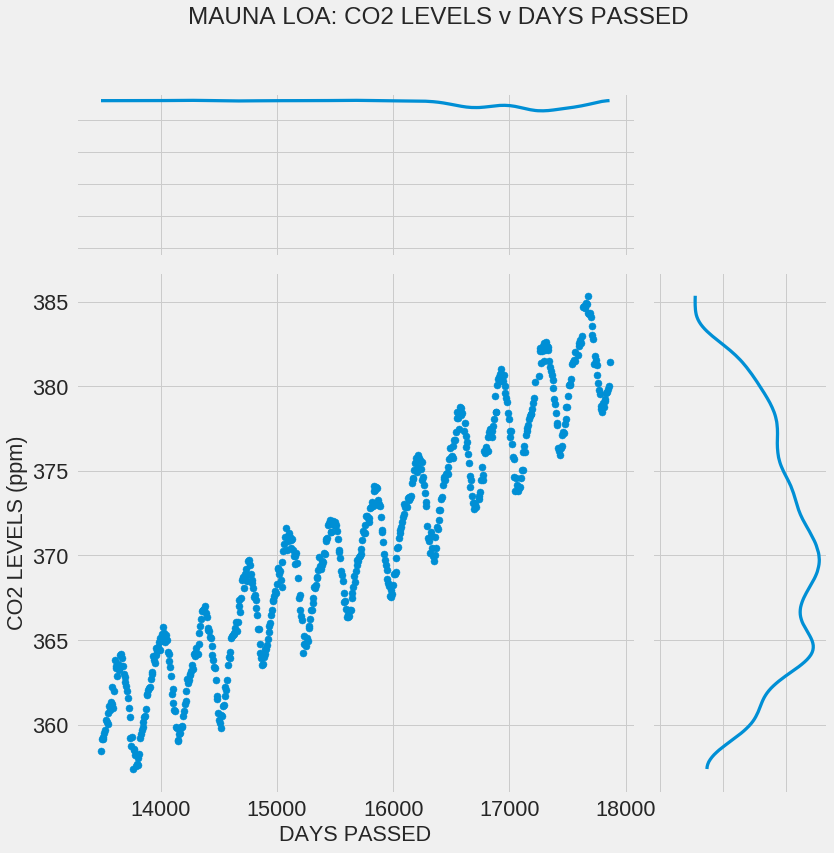 MAUNA LOA: CO2 LEVELS v DAYS PASSED
385
380
375
370
365
360
CO2 LEVELS (ppm)
14000 15000 16000 17000 18000
DAYS PASSED